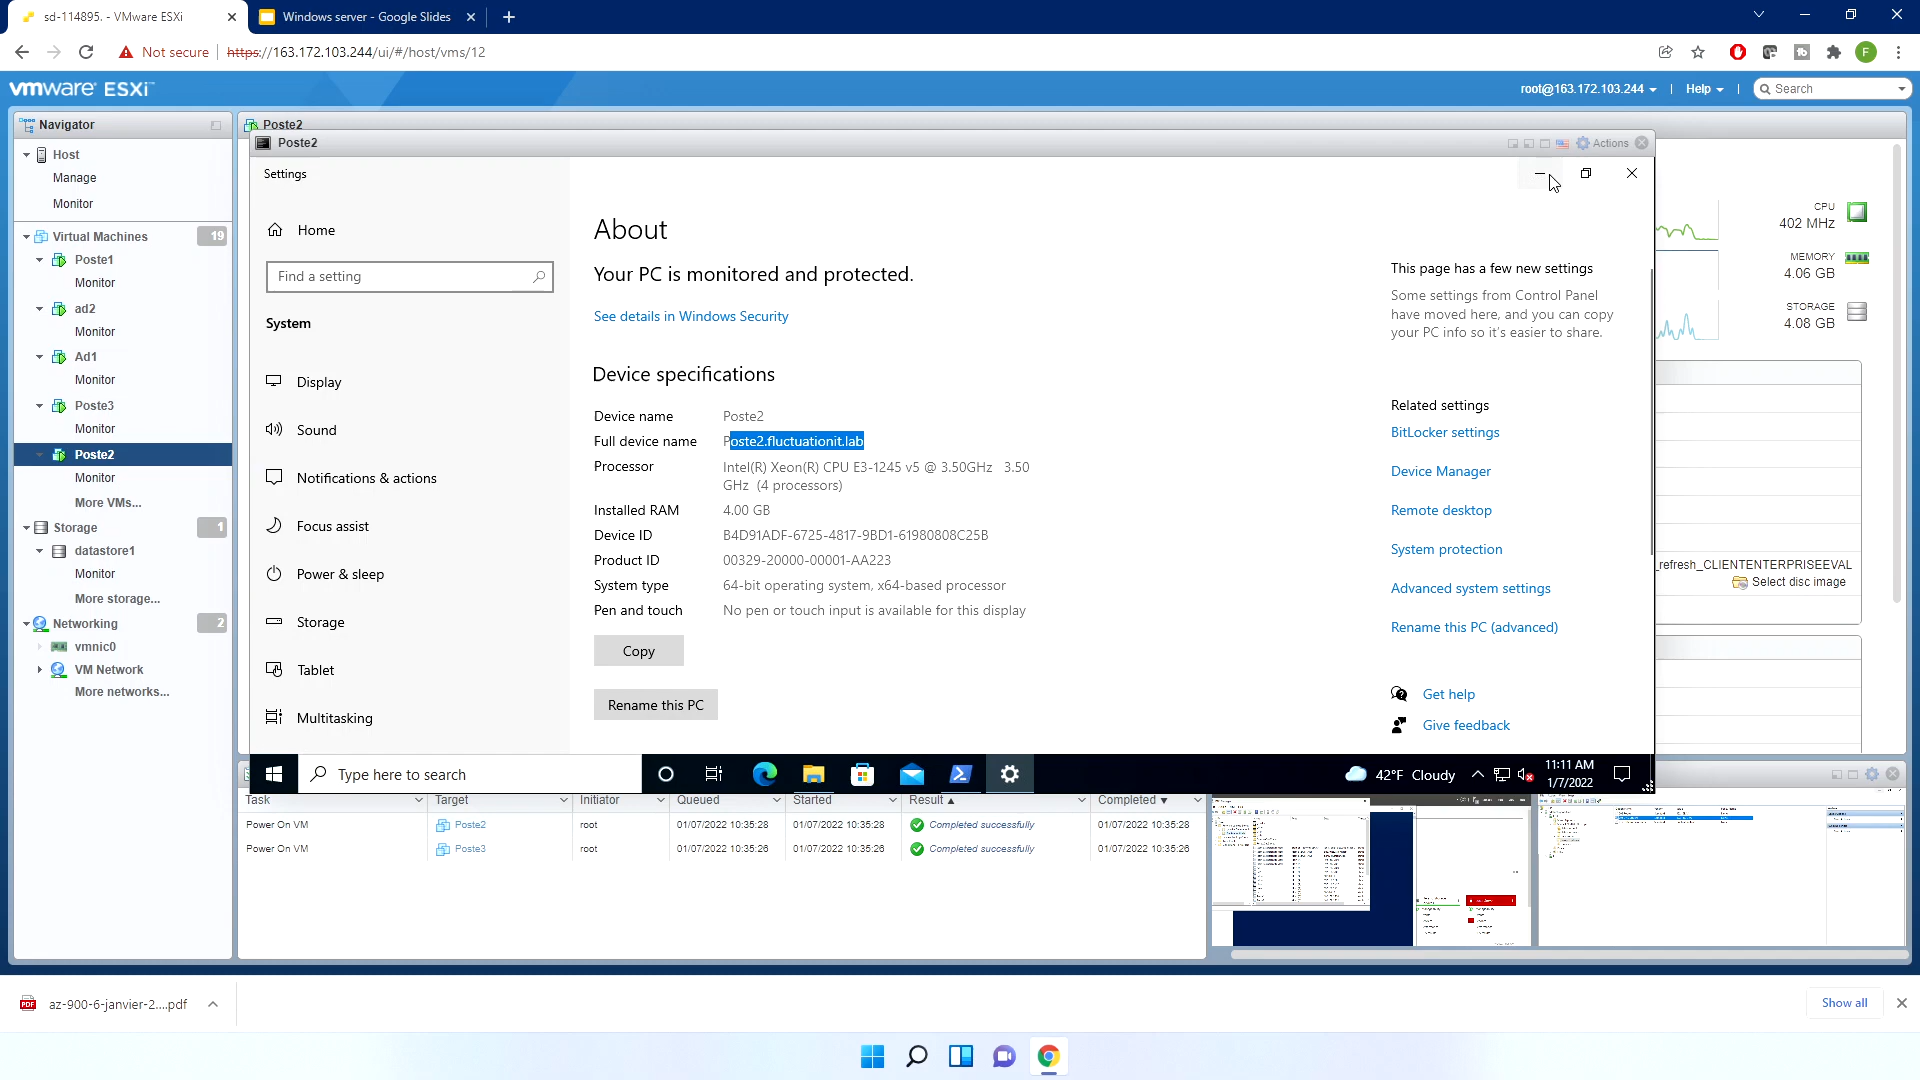 sd-114895. - VMware ESXi
Windows server - Google Slides
Not secure
https://163.172.103.244/ui/#/host/vms/12
F
vmware ESXi™
root@163.172.103.244
Help
Search
Navigator
Host
Manage
Monitor
Virtual Machines 19
Poste1
Monitor
ad2
Monitor
Ad1
Monitor
Poste3
Monitor
Poste2
Monitor
More VMs...
Storage 1
datastore1
Monitor
More storage...
Networking 2
vmnic0
VM Network
More networks...
Poste2
Poste2
Actions
Settings
Home
Find a setting
System
Display
Sound
Notifications & actions
Focus assist
Power & sleep
Storage
Tablet
Multitasking
About
Your PC is monitored and protected.
See details in Windows Security
Device specifications
Device name Poste2
Full device name Poste2.fluctuationit.lab
Processor Intel(R) Xeon(R) CPU E3-1245 v5 @ 3.50GHz 3.50
GHz (4 processors)
Installed RAM 4.00 GB
Device ID B4D91ADF-6725-4817-9BD1-61980808C25B
Product ID 00329-20000-00001-AA223
System type 64-bit operating system, x64-based processor
Pen and touch No pen or touch input is available for this display
Copy
Rename this PC
This page has a few new settings
Some settings from Control Panel
have moved here, and you can copy
your PC info so it's easier to share.
Related settings
BitLocker settings
Device Manager
Remote desktop
System protection
Advanced system settings
Rename this PC (advanced)
Get help
Give feedback
CPU
402 MHz
MEMORY
4.06 GB
STORAGE
4.08 GB
_refresh_CLIENTENTERPRISEEVAL
Select disc image
Type here to search
42°F Cloudy
11:11 AM
1/7/2022
Task Target Initiator Queued Started Result Completed
Power On VM Poste2 root 01/07/2022 10:35:28 01/07/2022 10:35:28 Completed successfully 01/07/2022 10:35:28
Power On VM Poste3 root 01/07/2022 10:35:26 01/07/2022 10:35:26 Completed successfully 01/07/2022 10:35:26
PDF
az-900-6-janvier-2....pdf
Show all